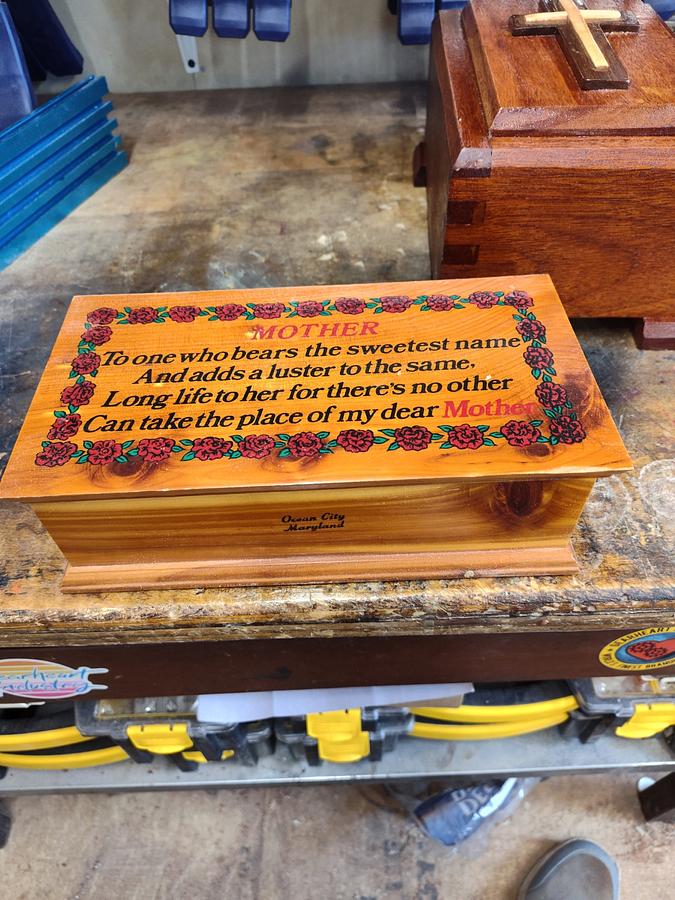 MOTHER
To one who bears the sweetest name
And adds a luster to the same,
Long life to her for there's no other
Can take the place of my dear Mother
Ocean City
Maryland